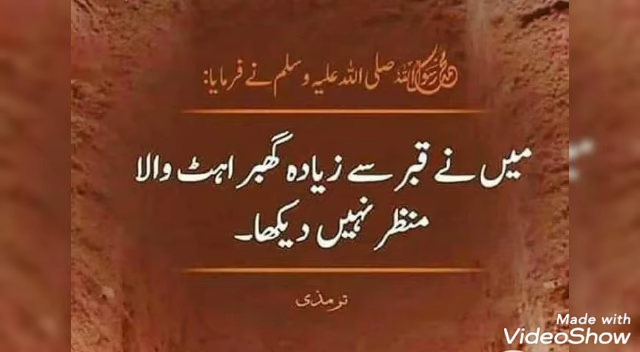 محمد رسول اللہ صلی اللہ علیہ وسلم نے فرمایا:
میں نے قبر سے زیادہ گھبراہٹ والا
منظر نہیں دیکھا۔
ترمذی
Made with
VideoShow